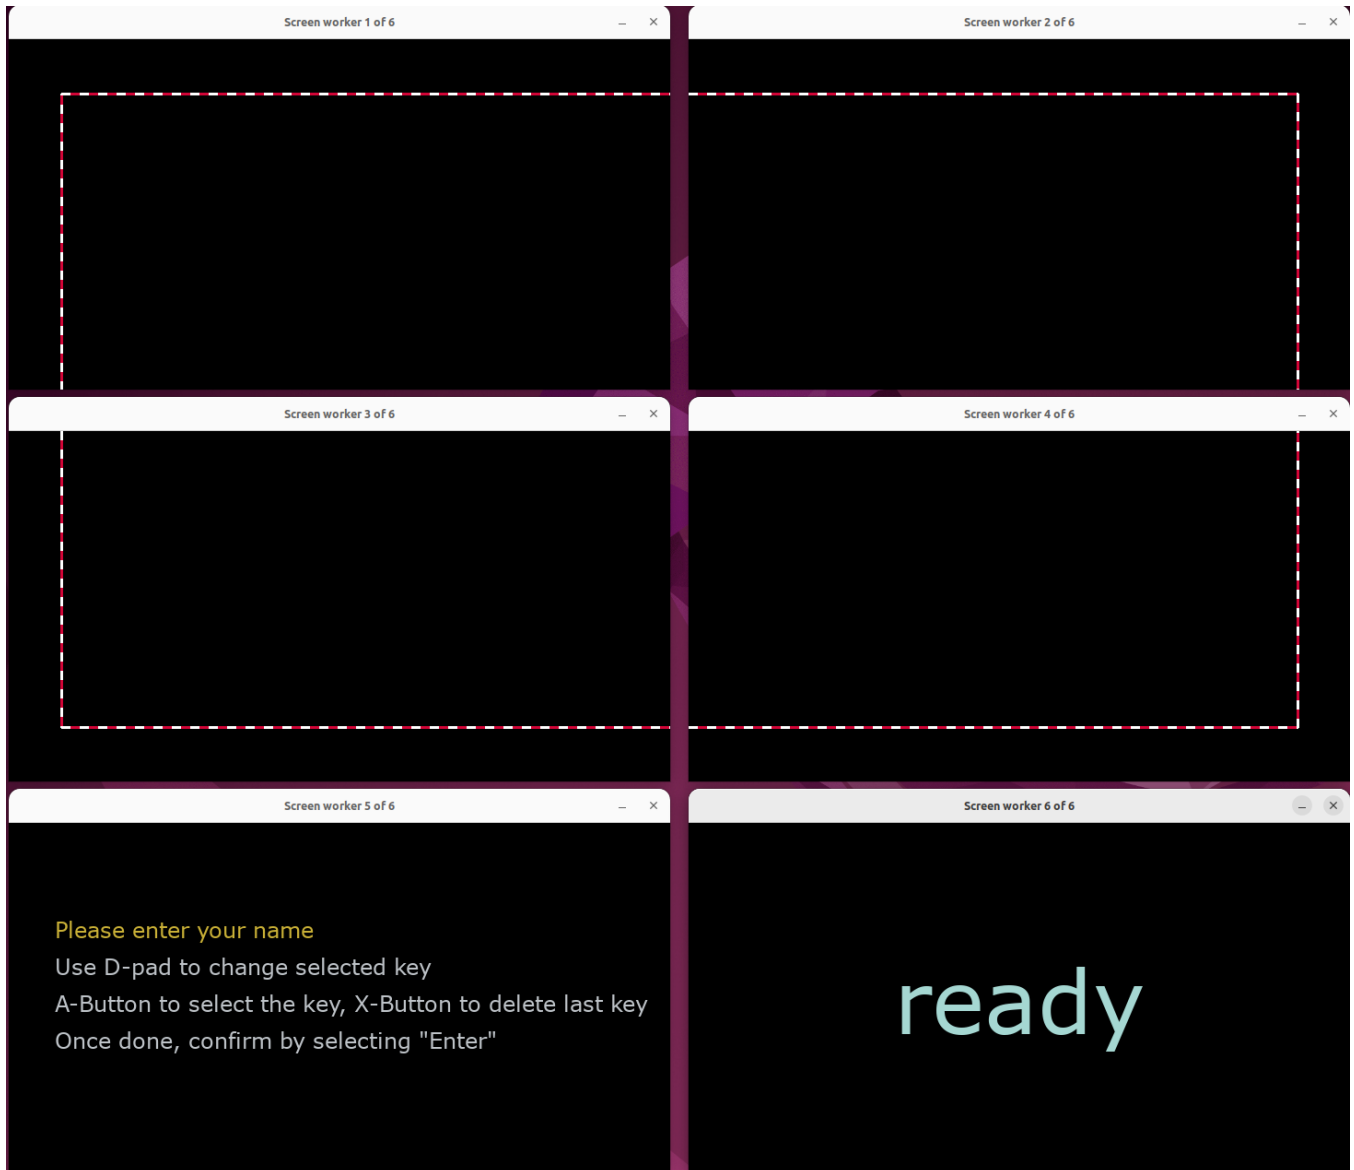 Screen worker 1 of 6
Screen worker 2 of 6
Screen worker 3 of 6
Screen worker 4 of 6
Screen worker 5 of 6
Please enter your name
Use D-pad to change selected key
A-Button to select the key, X-Button to delete last key
Once done, confirm by selecting "Enter"
Screen worker 6 of 6
ready